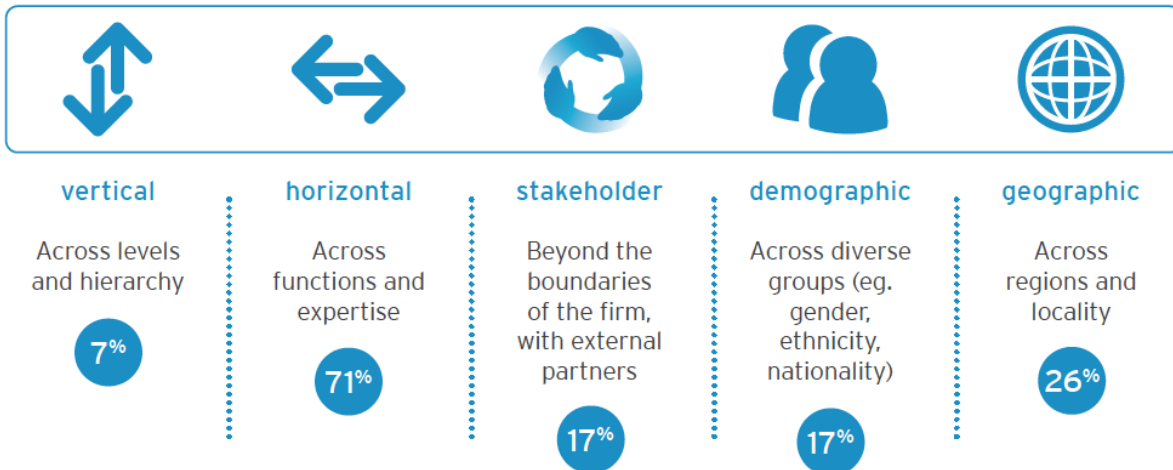 vertical
Across levels
and hierarchy
7%
horizontal
Across
functions and
expertise
71%
stakeholder
Beyond the
boundaries
of the firm,
with external
partners
17%
demographic
Across diverse
groups (eg.
gender,
ethnicity,
nationality)
17%
geographic
Across
regions and
locality
26%